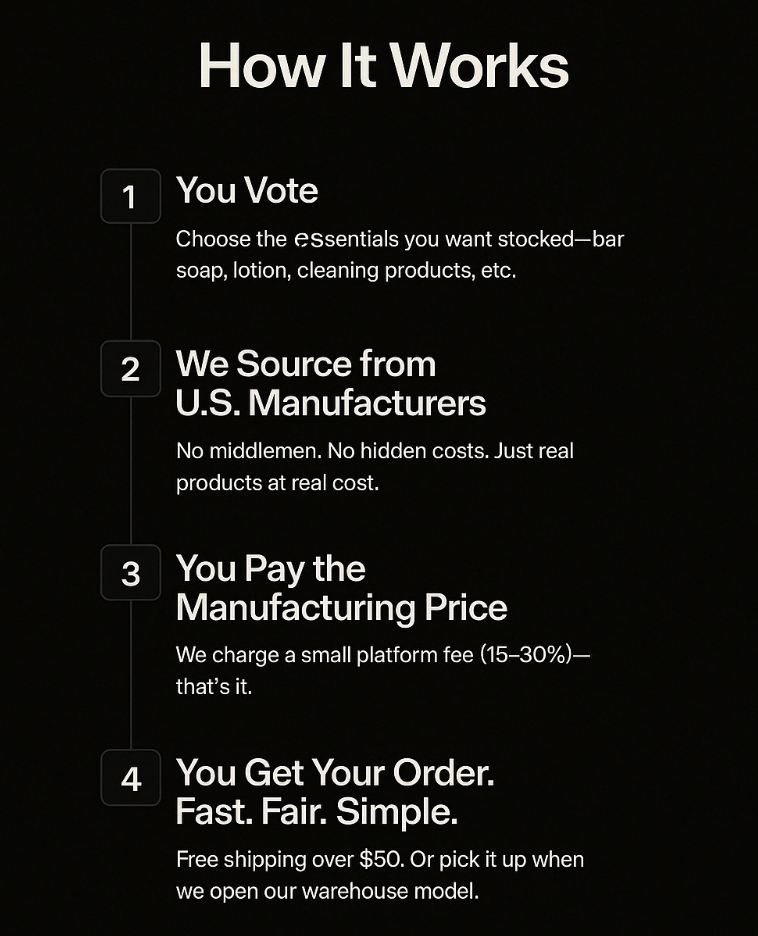 How It Works
1
You Vote
Choose the essentials you want stocked—bar
soap, lotion, cleaning products, etc.
2
We Source from
U.S. Manufacturers
No middlemen. No hidden costs. Just real
products at real cost.
3
You Pay the
Manufacturing Price
We charge a small platform fee (15–30%)—
that’s it.
4
You Get Your Order.
Fast. Fair. Simple.
Free shipping over $50. Or pick it up when
we open our warehouse model.